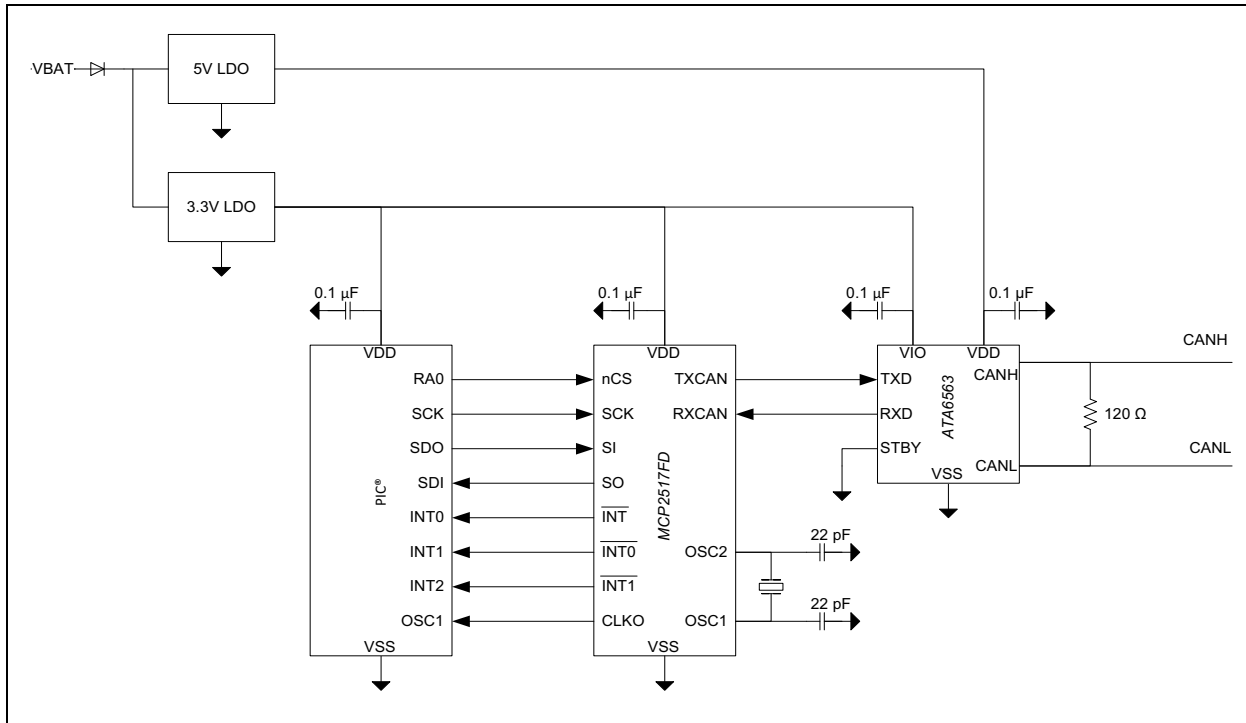 5V LDO
VBAT
3.3V LDO
0.1 µF
0.1 µF
0.1 µF
0.1 µF
VDD
VDD
VIO
VDD
CANH
CANH
RA0
nCS
TXCAN
TXD
SCK
SCK
RXCAN
RXD
120 Ω
SDO
SI
STBY
ATA6563
CANL
CANL
SDI
SO
VSS
PIC®
MCP2517FD
INT0
INT
INT1
INT0
OSC2
22 pF
INT2
INT1
OSC1
CLKO
OSC1
22 pF
VSS
VSS